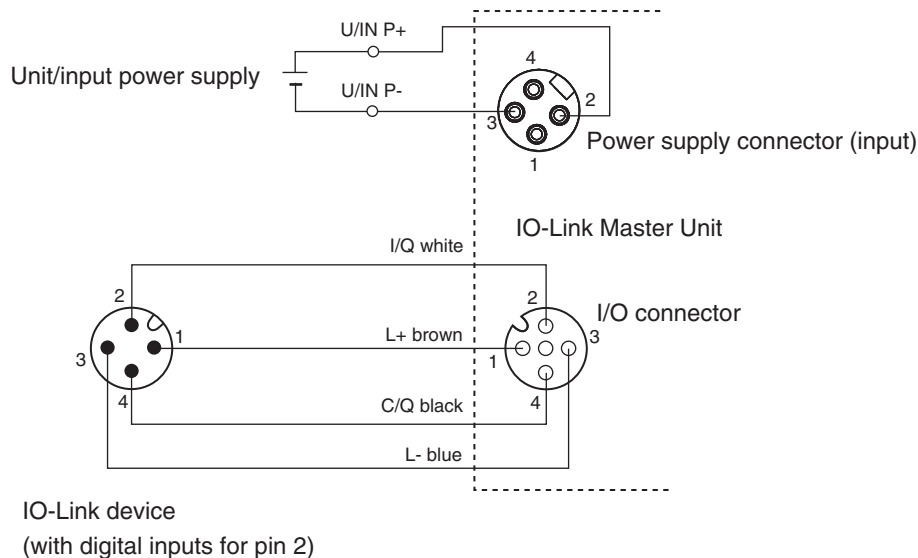 U/IN P+
Unit/input power supply
U/IN P-
4
2
3
1
Power supply connector (input)
IO-Link Master Unit
I/Q white
2
1
3
4
L+ brown
2
I/O connector
3
1
4
C/Q black
L- blue
IO-Link device
(with digital inputs for pin 2)